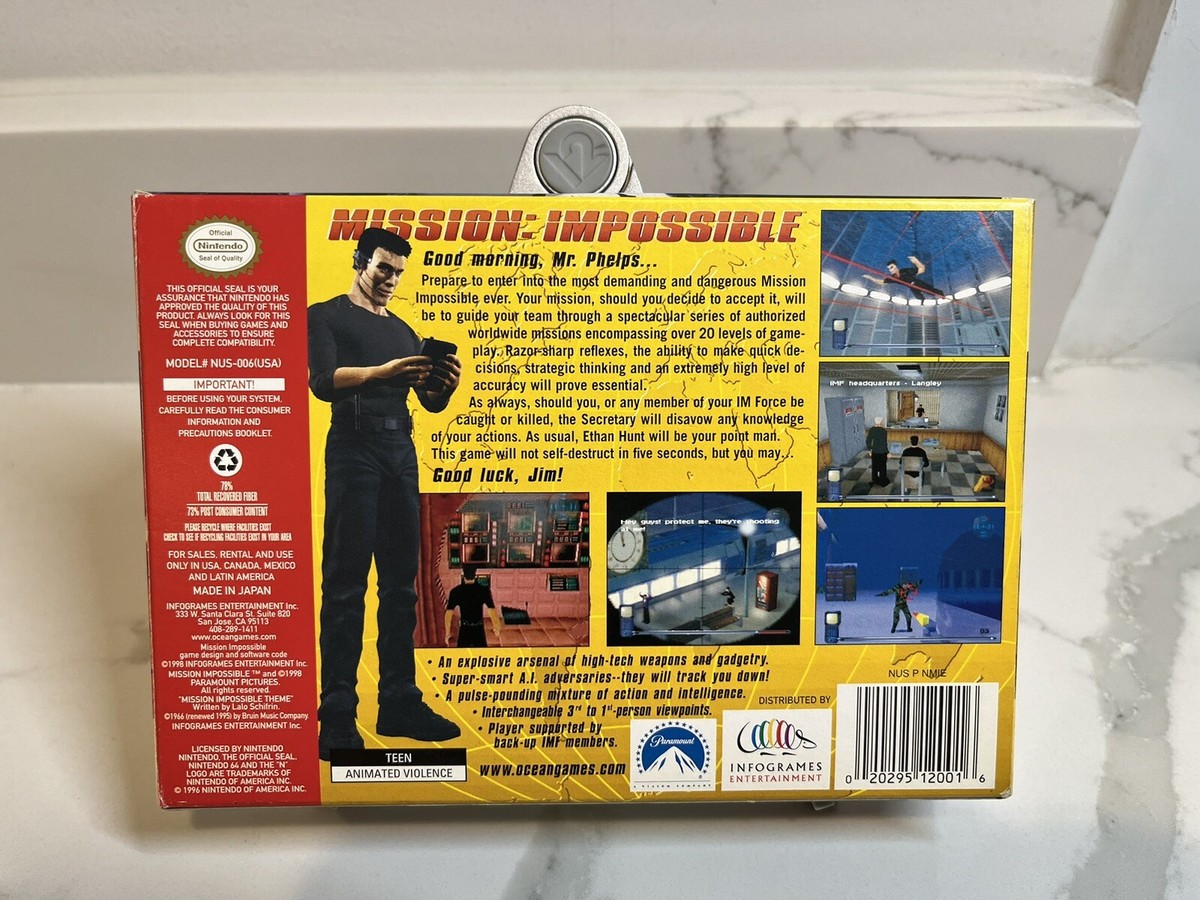 Official
Nintendo
Seal of Quality
THIS OFFICIAL SEAL IS YOUR
ASSURANCE THAT NINTENDO HAS
APPROVED THE QUALITY OF THIS
PRODUCT. ALWAYS LOOK FOR THIS
SEAL WHEN BUYING GAMES AND
ACCESSORIES TO ENSURE
COMPLETE COMPATIBILITY.
MODEL# NUS-006(USA)
IMPORTANT!
BEFORE USING YOUR SYSTEM,
CAREFULLY READ THE CONSUMER
INFORMATION AND
PRECAUTIONS BOOKLET.
78%
TOTAL RECOVERED FIBER
73% POST CONSUMER CONTENT
PLEASE RECYCLE WHERE FACILITIES EXIST
CHECK TO SEE IF RECYCLING FACILITIES EXIST IN YOUR AREA
FOR SALES, RENTAL AND USE
ONLY IN USA, CANADA, MEXICO
AND LATIN AMERICA
MADE IN JAPAN
INFOGRAMES ENTERTAINMENT Inc.
333 W. Santa Clara St. Suite 820
San Jose, CA 95113
408-289-1411
www.oceangames.com
Mission Impossible
game design and software code
©1998 INFOGRAMES ENTERTAINMENT Inc.
MISSION IMPOSSIBLE ™ and ©1998
PARAMOUNT PICTURES.
All rights reserved.
"MISSION IMPOSSIBLE THEME"
Written by Lalo Schifrin.
©1966 (renewed 1995) by Bruin Music Company.
INFOGRAMES ENTERTAINMENT Inc.
LICENSED BY NINTENDO
NINTENDO, THE OFFICIAL SEAL,
NINTENDO 64 AND THE "N"
LOGO ARE TRADEMARKS OF
NINTENDO OF AMERICA INC.
© 1996 NINTENDO OF AMERICA INC.
MISSION: IMPOSSIBLE
Good morning, Mr. Phelps...
Prepare to enter into the most demanding and dangerous Mission
Impossible ever. Your mission, should you decide to accept it, will
be to guide your team through a spectacular series of authorized
worldwide missions encompassing over 20 levels of game-
play. Razor-sharp reflexes, the ability to make quick de-
cisions, strategic thinking and an extremely high level of
accuracy will prove essential.
As always, should you, or any member of your IM Force be
caught or killed, the Secretary will disavow any knowledge
of your actions. As usual, Ethan Hunt will be your point man.
This game will not self-destruct in five seconds, but you may...
Good luck, Jim!
IMF headquarters - Langley
Hey guys! protect me, they're shooting
at me!
• An explosive arsenal of high-tech weapons and gadgetry.
• Super-smart A.I. adversaries--they will track you down!
• A pulse-pounding mixture of action and intelligence.
• Interchangeable 3rd to 1st-person viewpoints.
• Player supported by
back-up IMF members.
www.oceangames.com
TEEN
ANIMATED VIOLENCE
Paramount
A VIACOM COMPANY
DISTRIBUTED BY
INFOGRAMES
ENTERTAINMENT
NUS P NMIE
0 20295 12001 6